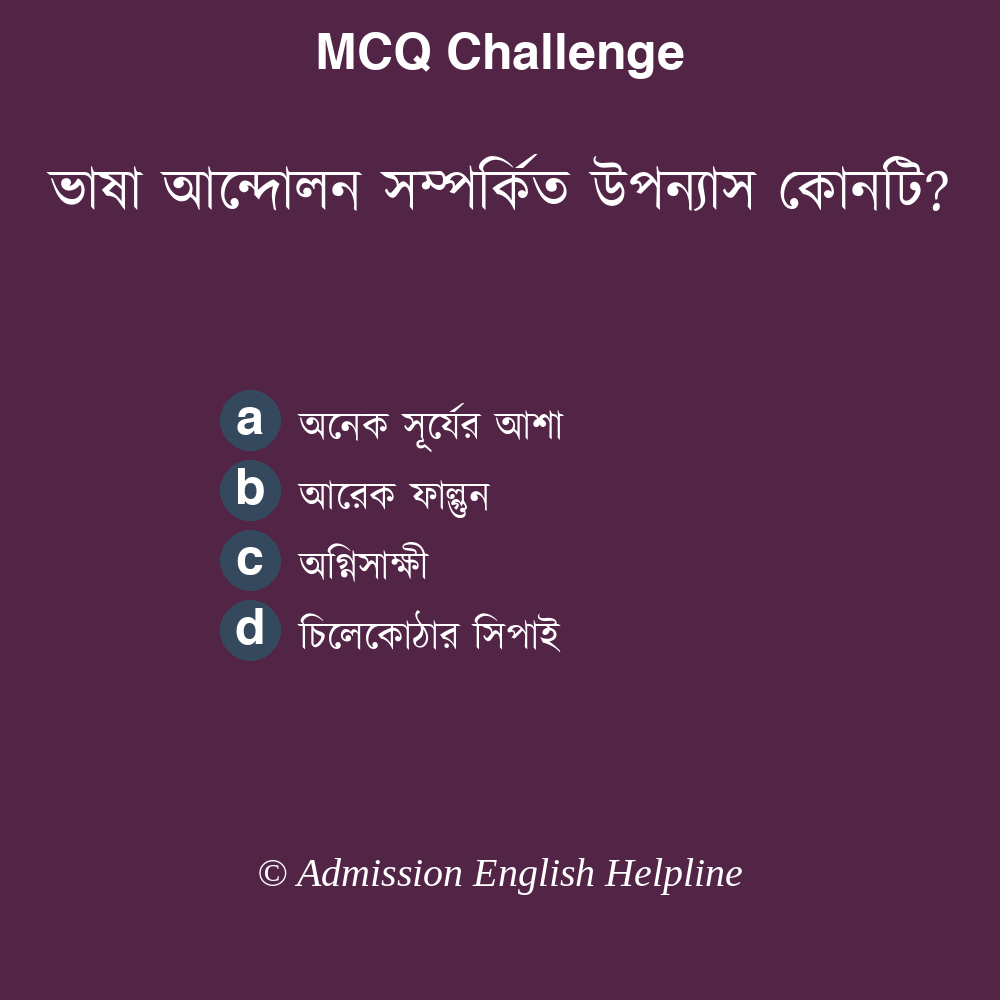 MCQ Challenge
ভাষা আন্দোলন সম্পর্কিত উপন্যাস কোনটি?
a অনেক সূর্যের আশা
b আরেক ফাল্গুন
c অগ্নিসাক্ষী
d চিলেকোঠার সিপাই
© Admission English Helpline